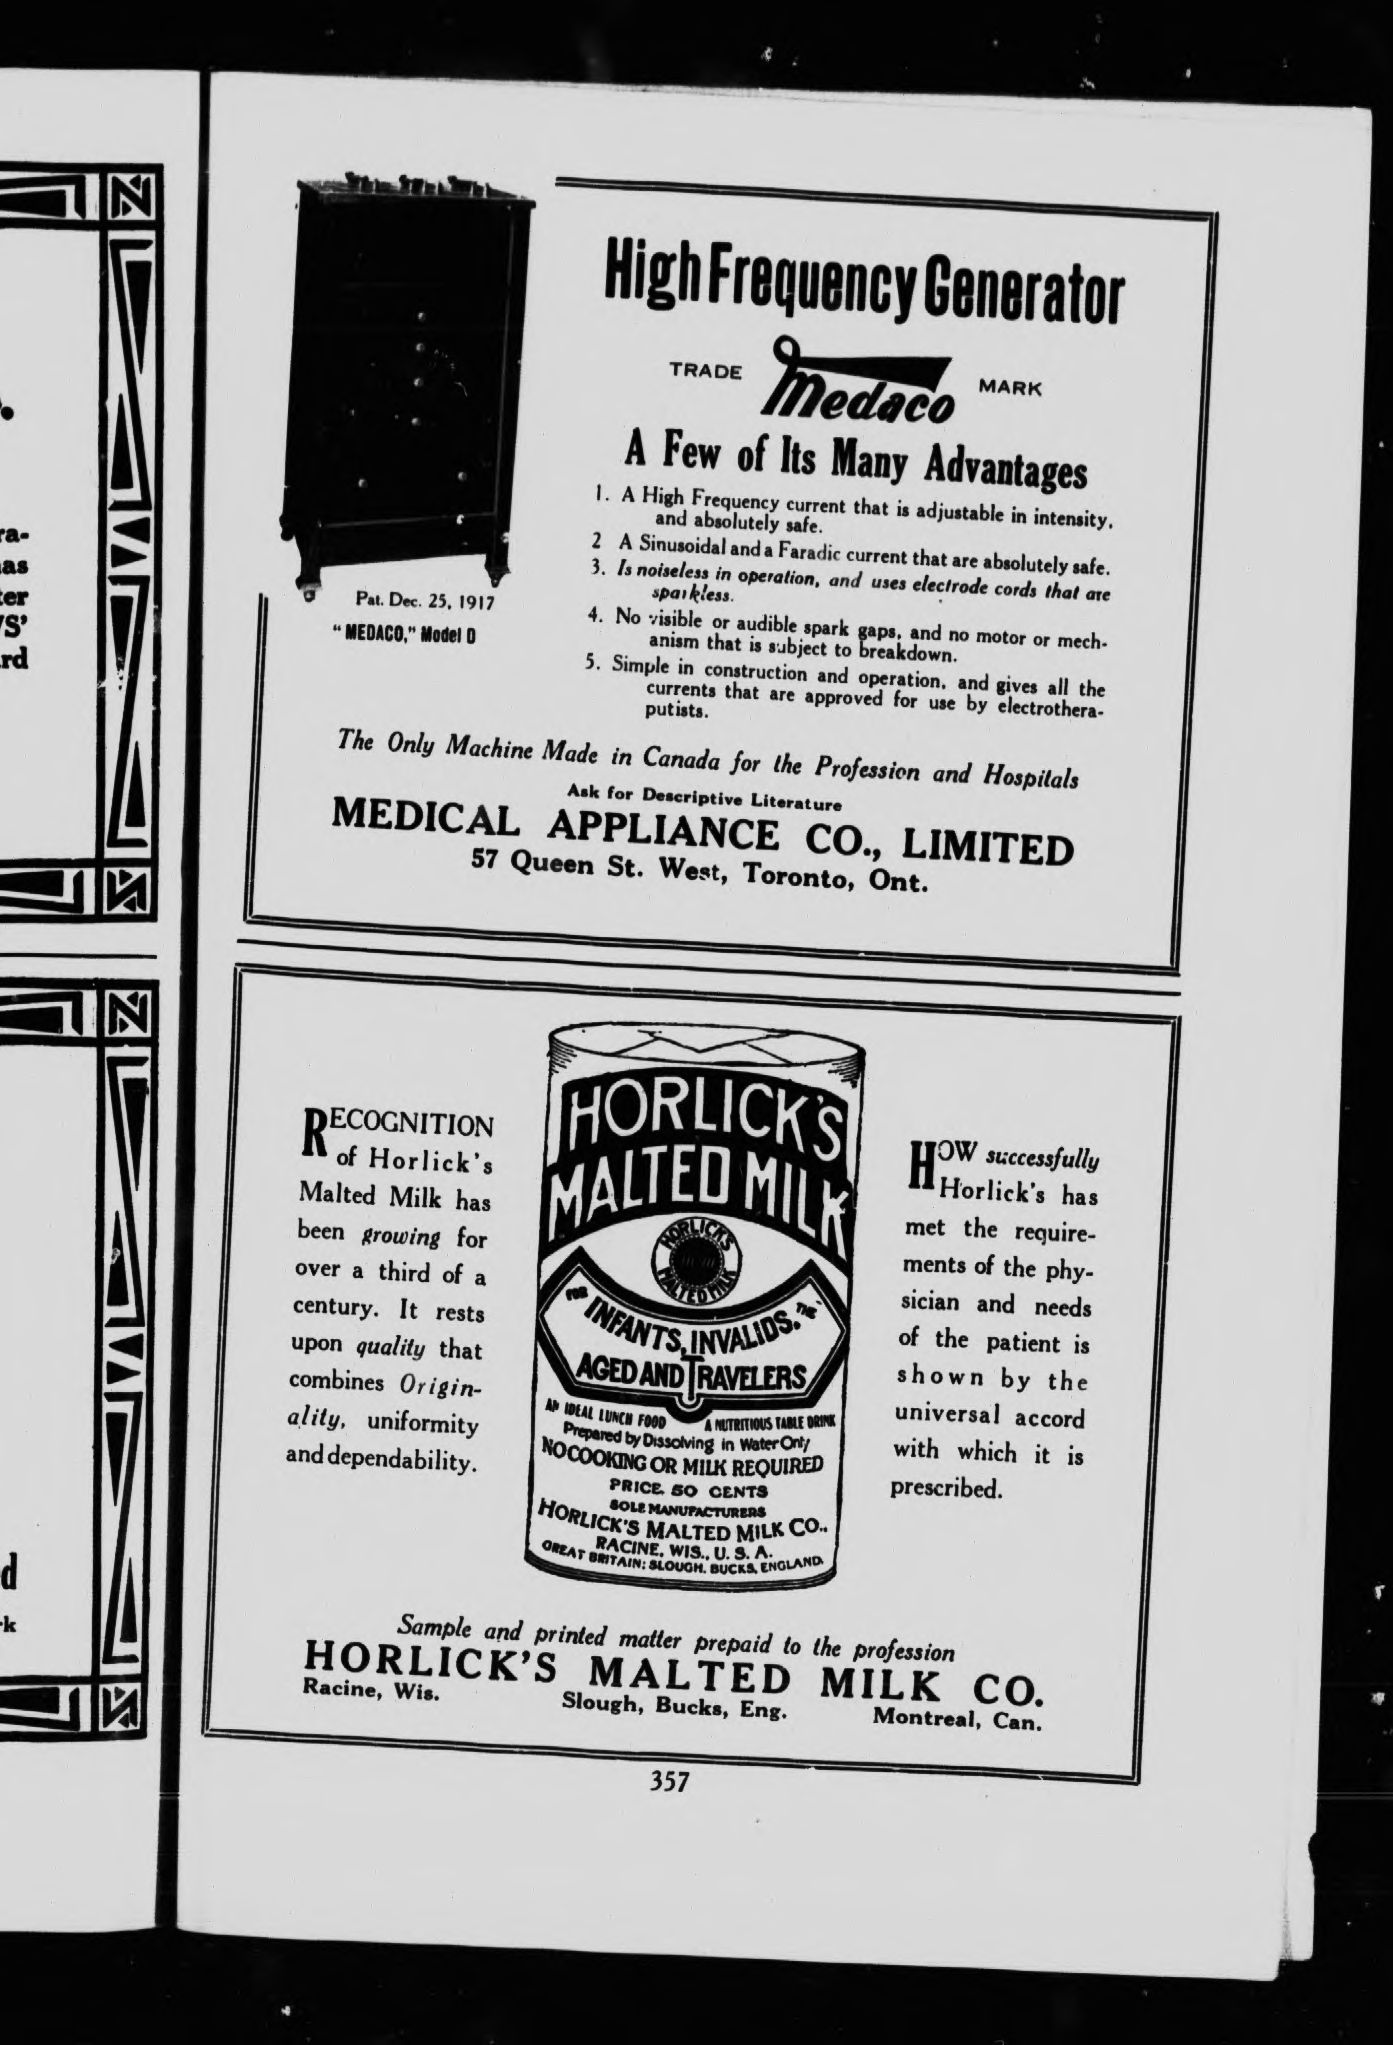 High Frequency Generator
TRADE Medaco MARK
A Few of Its Many Advantages
1. A High Frequency current that is adjustable in intensity,
and absolutely safe.
2 A Sinusoidal and a Faradic current that are absolutely safe.
3. Is noiseless in operation, and uses electrode cords that are
sparkless.
4. No visible or audible spark gaps, and no motor or mech-
anism that is subject to breakdown.
5. Simple in construction and operation, and gives all the
currents that are approved for use by electrothera-
putists.
Pat. Dec. 25, 1917
"MEDACO," Model D
The Only Machine Made in Canada for the Profession and Hospitals
Ask for Descriptive Literature
MEDICAL APPLIANCE CO., LIMITED
57 Queen St. West, Toronto, Ont.
RECOGNITION
of Horlick's
Malted Milk has
been growing for
over a third of a
century. It rests
upon quality that
combines Origin-
ality, uniformity
and dependability.
HORLICK'S
MALTED MILK
HORLICK'S
MALTED MILK
FOR INFANTS, INVALIDS. THE
AGED AND TRAVELERS
AN IDEAL LUNCH FOOD A NUTRITIOUS TABLE DRINK
Prepared by Dissolving in Water Only
NO COOKING OR MILK REQUIRED
PRICE, 50 CENTS
SOLE MANUFACTURERS
HORLICK'S MALTED MILK CO.,
RACINE, WIS., U. S. A.
GREAT BRITAIN: SLOUGH, BUCKS, ENGLAND.
HOW successfully
Horlick's has
met the require-
ments of the phy-
sician and needs
of the patient is
shown by the
universal accord
with which it is
prescribed.
Sample and printed matter prepaid to the profession
HORLICK'S MALTED MILK CO.
Racine, Wis. Slough, Bucks, Eng. Montreal, Can.
357